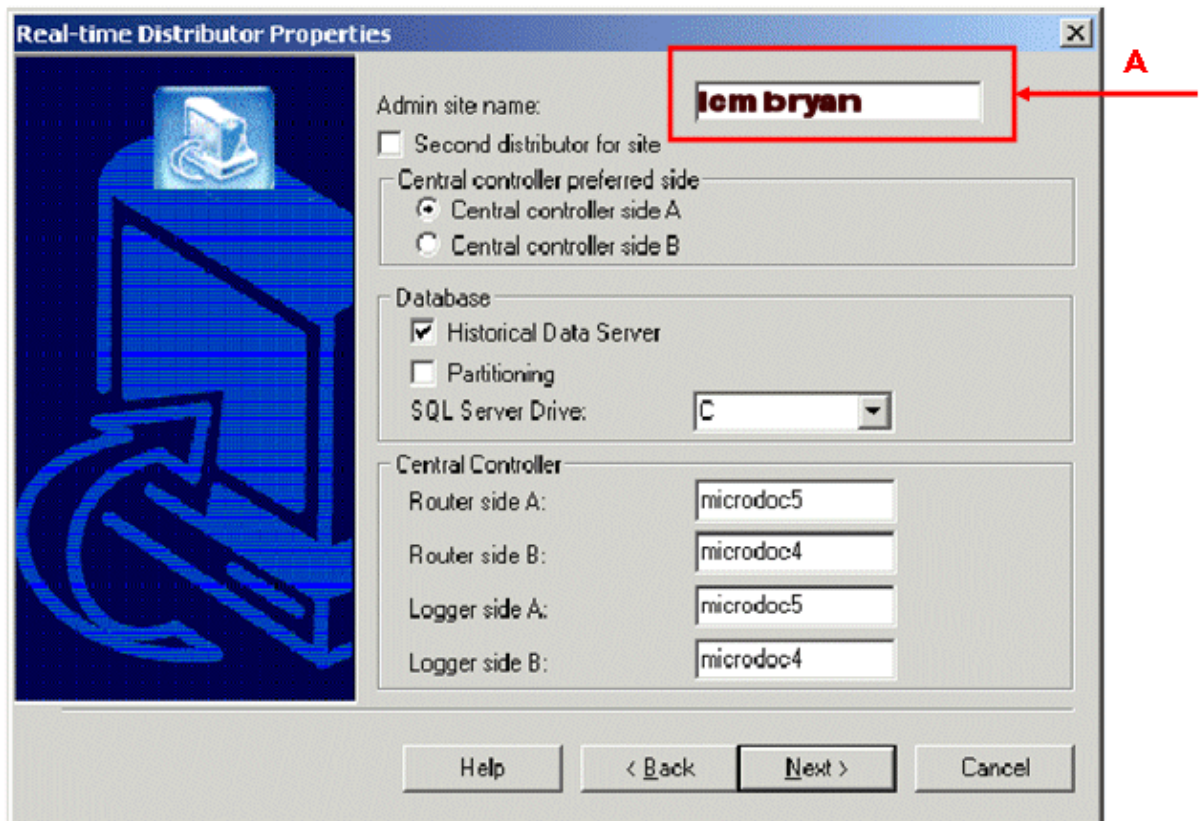 Real-time Distributor Properties
A
Admin site name: Icm bryan
Second distributor for site
Central controller preferred side
Central controller side A
Central controller side B
Database
Historical Data Server
Partitioning
SQL Server Drive: C
Central Controller
Router side A: microdoc5
Router side B: microdoc4
Logger side A: microdoc5
Logger side B: microdoc4
Help < Back Next > Cancel